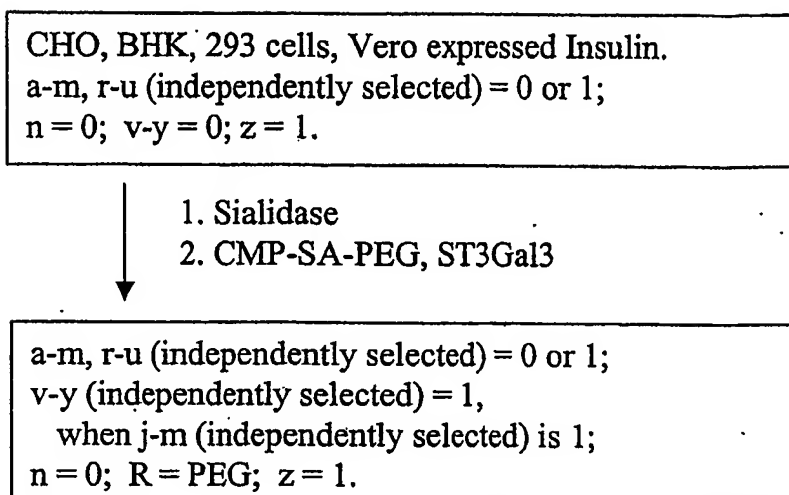 CHO, BHK, 293 cells, Vero expressed Insulin.
a-m, r-u (independently selected) = 0 or 1;
n = 0; v-y = 0; z = 1.
1. Sialidase
2. CMP-SA-PEG, ST3Gal3
a-m, r-u (independently selected) = 0 or 1;
v-y (independently selected) = 1,
when j-m (independently selected) is 1;
n = 0; R = PEG; z = 1.